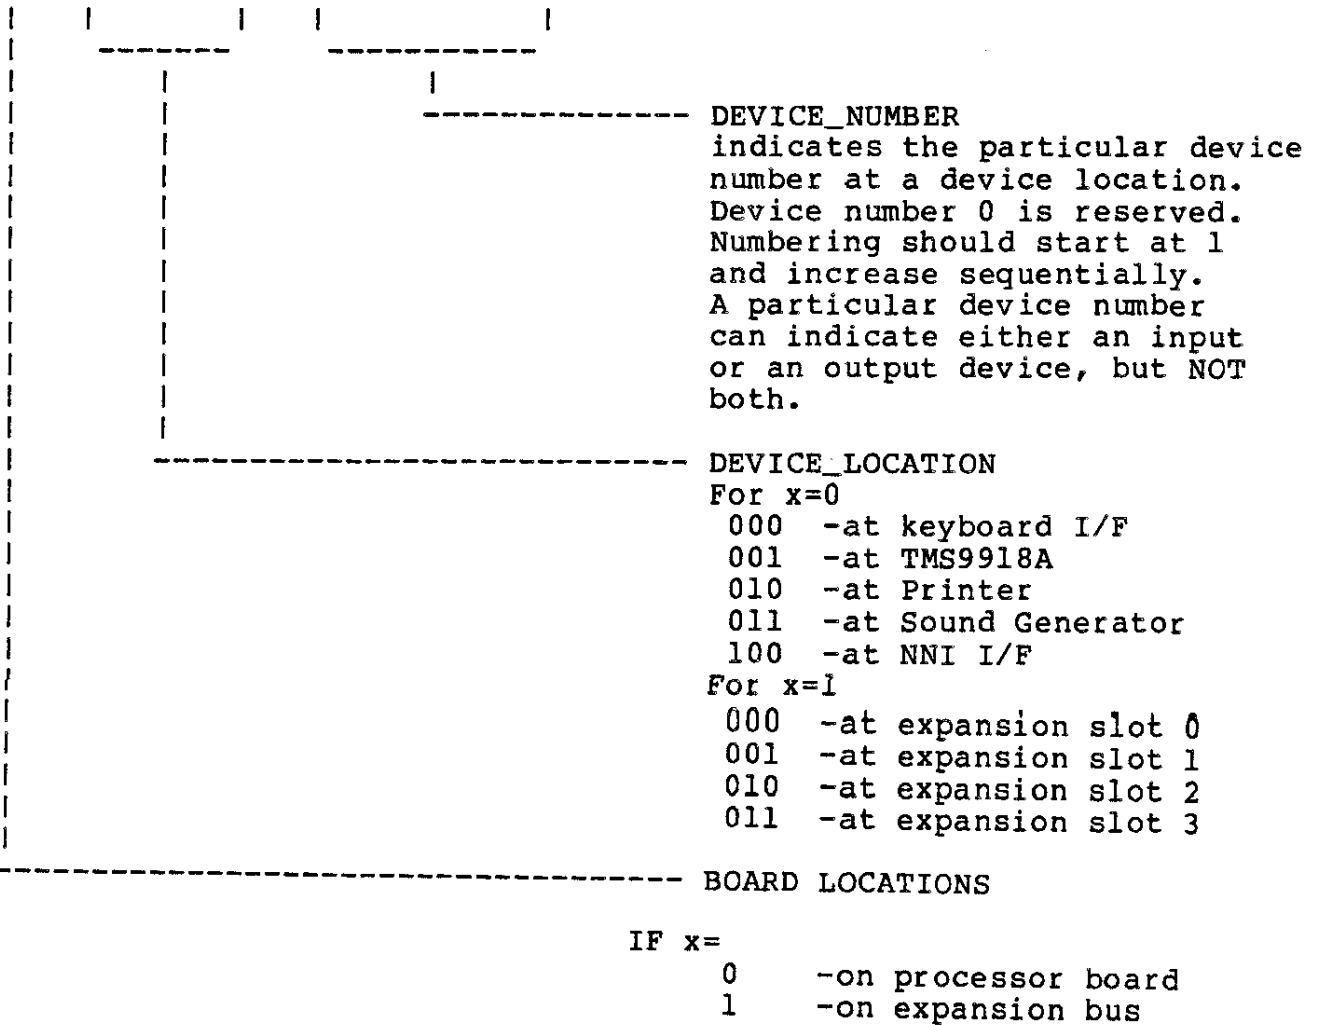 DEVICE_NUMBER
indicates the particular device
number at a device location.
Device number 0 is reserved.
Numbering should start at 1
and increase sequentially.
A particular device number
can indicate either an input
or an output device, but NOT
both.
DEVICE_LOCATION
For x=0
000 -at keyboard I/F
001 -at TMS9918A
010 -at Printer
011 -at Sound Generator
100 -at NNI I/F
For x=1
000 -at expansion slot 0
001 -at expansion slot 1
010 -at expansion slot 2
011 -at expansion slot 3
BOARD LOCATIONS
IF x=
0 -on processor board
1 -on expansion bus